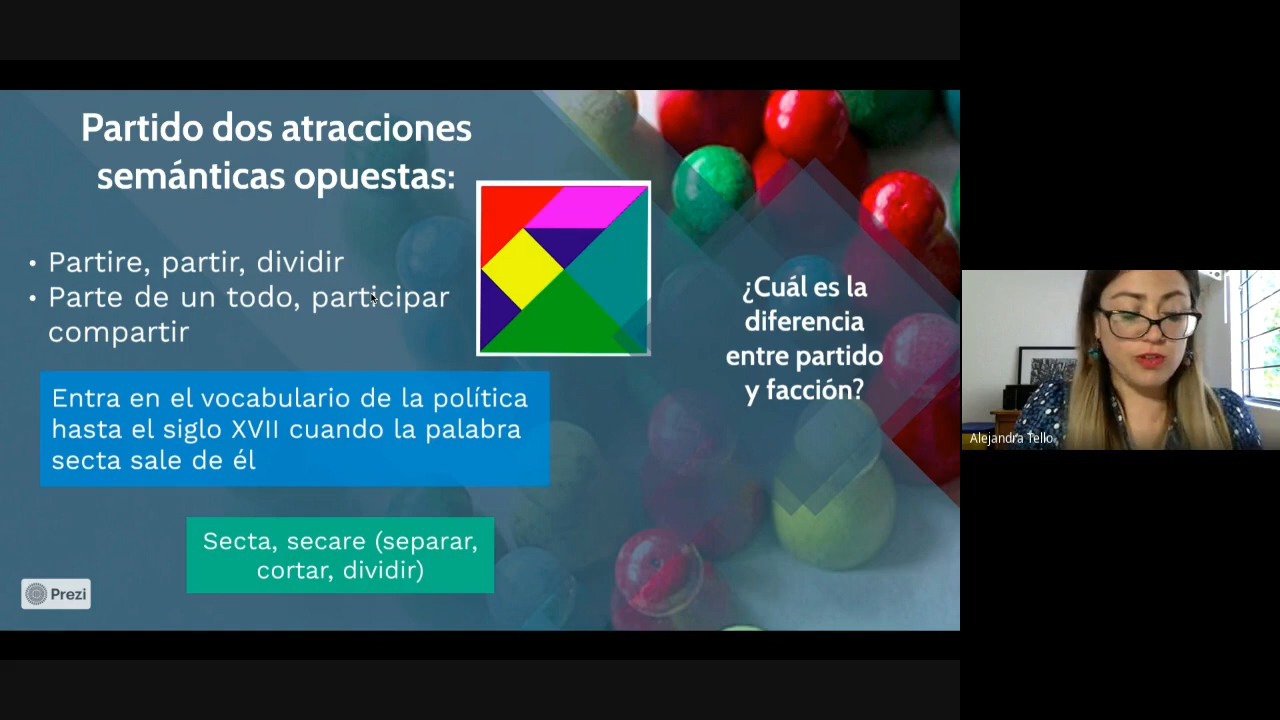 Partido dos atracciones
semánticas opuestas:
• Partire, partir, dividir
• Parte de un todo, participar
compartir
Entra en el vocabulario de la política
hasta el siglo XVII cuando la palabra
secta sale de él
Secta, secare (separar,
cortar, dividir)
¿Cuál es la
diferencia
entre partido
y facción?
Prezi
Alejandra Tello